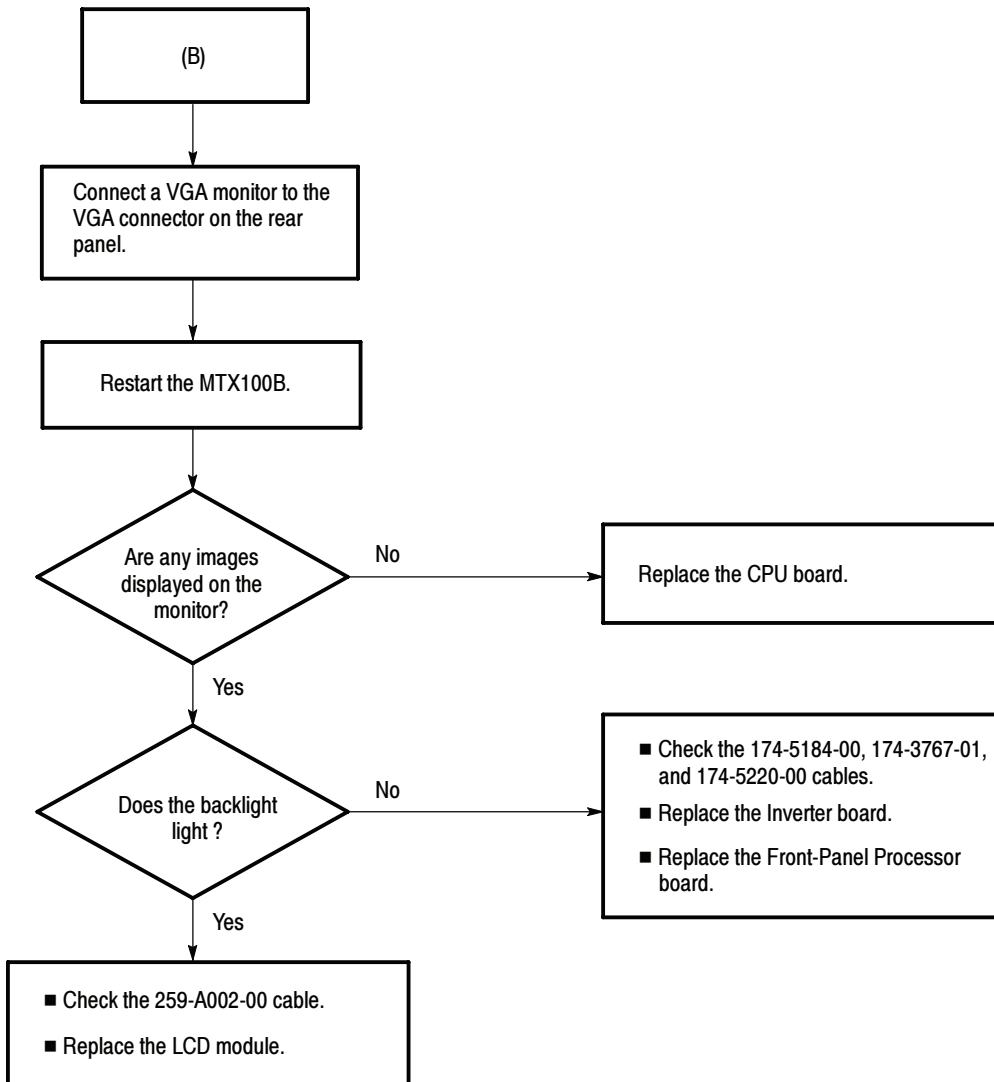 (B)
Connect a VGA monitor to the
VGA connector on the rear
panel.
Restart the MTX100B.
Are any images
displayed on the
monitor?
No
Replace the CPU board.
Yes
Does the backlight
light ?
No
■ Check the 174-5184-00, 174-3767-01,
and 174-5220-00 cables.
■ Replace the Inverter board.
■ Replace the Front-Panel Processor
board.
Yes
■ Check the 259-A002-00 cable.
■ Replace the LCD module.